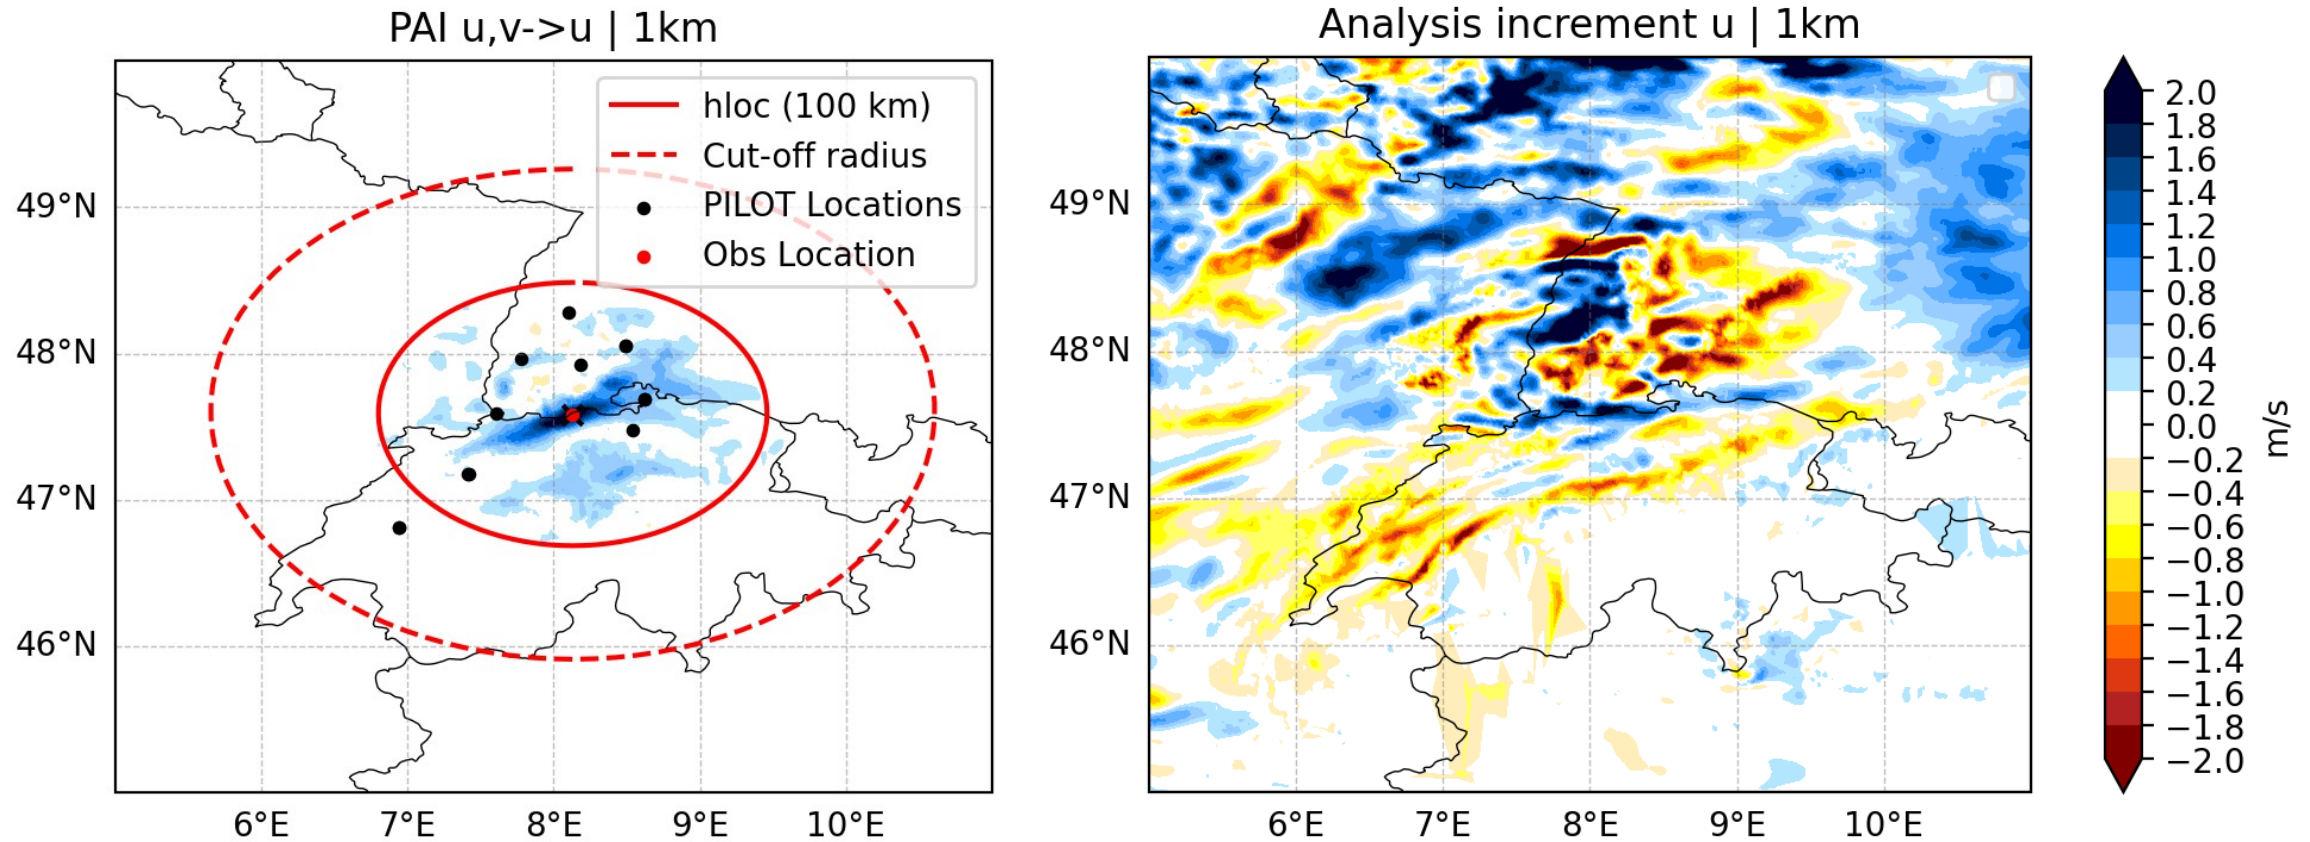 PAI u,v->u | 1km
hloc (100 km)
Cut-off radius
PILOT Locations
Obs Location
49°N
48°N
47°N
46°N
6°E 7°E 8°E 9°E 10°E
Analysis increment u | 1km
49°N
48°N
47°N
46°N
6°E 7°E 8°E 9°E 10°E
2.0
1.8
1.6
1.4
1.2
1.0
0.8
0.6
0.4
0.2
0.0
−0.2
−0.4
−0.6
−0.8
−1.0
−1.2
−1.4
−1.6
−1.8
−2.0
m/s